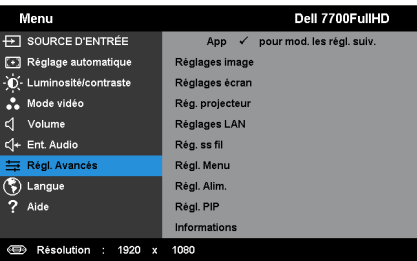 Menu
Dell 7700FullHD
SOURCE D'ENTRÉE
App ✓ pour mod. les régl. suiv.
Réglage automatique
Réglages image
Luminosité/contraste
Réglages écran
Mode vidéo
Rég. projecteur
Volume
Réglages LAN
Ent. Audio
Rég. ss fil
Régl. Avancés
Régl. Menu
Langue
Régl. Alim.
? Aide
Régl. PIP
Informations
Résolution : 1920 x 1080